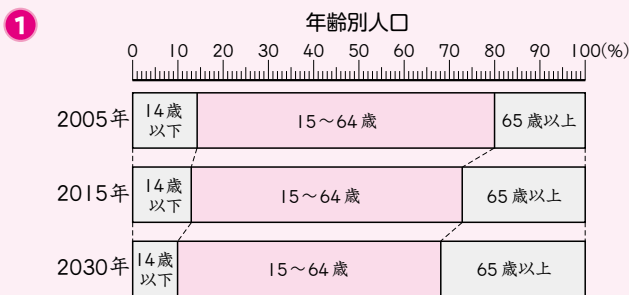 1
年齢別人口
0 10 20 30 40 50 60 70 80 90 100(%)
2005年 14歳以下 15～64歳 65歳以上
2015年 14歳以下 15～64歳 65歳以上
2030年 14歳以下 15～64歳 65歳以上